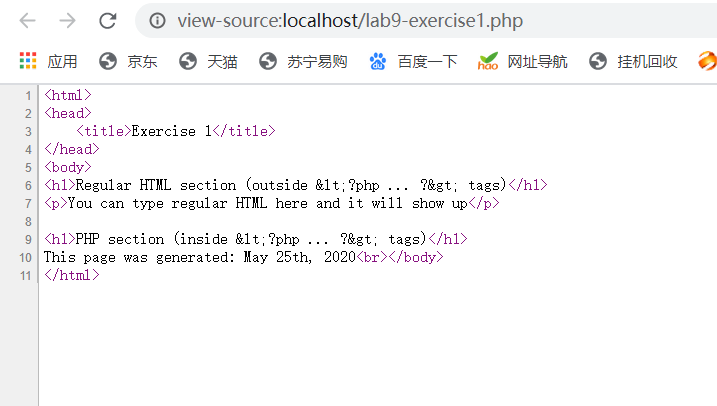 view-source:localhost/lab9-exercise1.php
应用 京东 天猫 苏宁易购 百度一下 hao 网址导航 挂机回收
1 <html>
2 <head>
3 <title>Exercise 1</title>
4 </head>
5 <body>
6 <h1>Regular HTML section (outside &lt;?php ... ?&gt; tags)</h1>
7 <p>You can type regular HTML here and it will show up</p>
8
9 <h1>PHP section (inside &lt;?php ... ?&gt; tags)</h1>
10 This page was generated: May 25th, 2020<br></body>
11 </html>